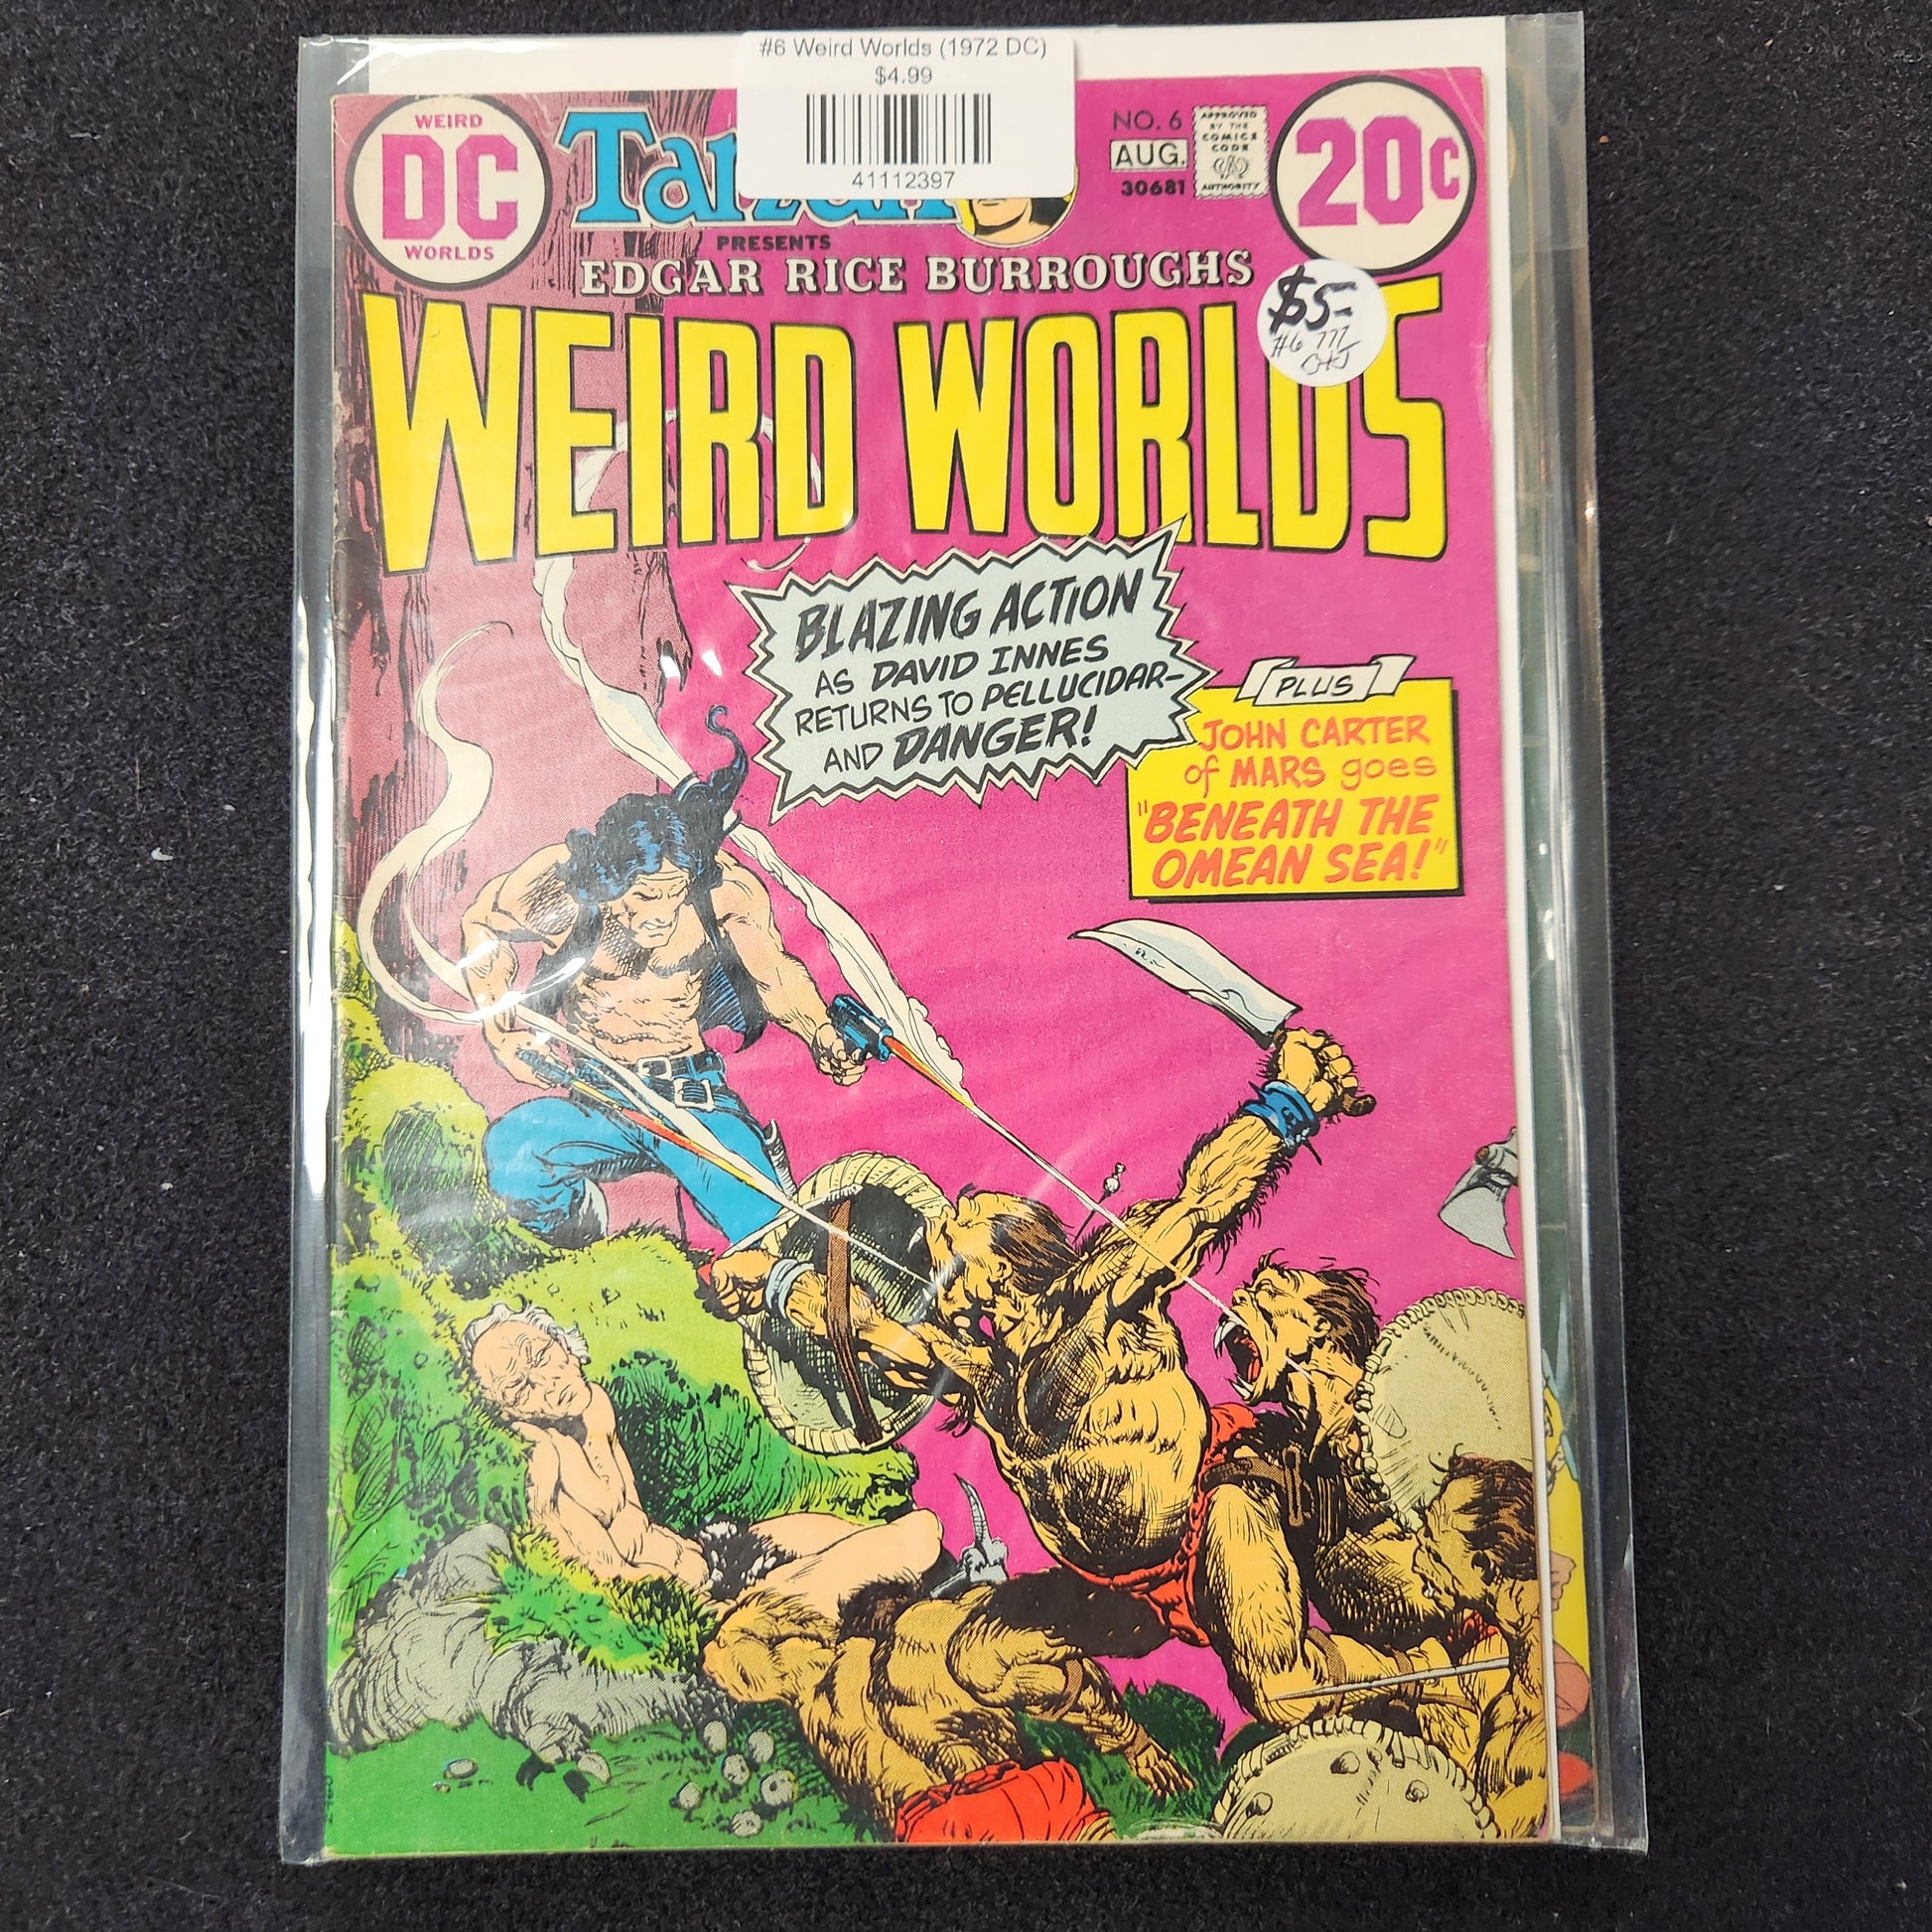 #6 Weird Worlds (1972 DC)
$4.99
41112397
WEIRD
DC
WORLDS
Tarzan
NO. 6
AUG.
30681
APPROVED
BY THE
COMICS
CODE
AUTHORITY
20c
PRESENTS
EDGAR RICE BURROUGHS
WEIRD WORLDS
$5-
#6
BLAZING ACTION
AS DAVID INNES
RETURNS TO PELLUCIDAR-
AND DANGER!
PLUS
JOHN CARTER
of MARS goes
"BENEATH THE
OMEAN SEA!"